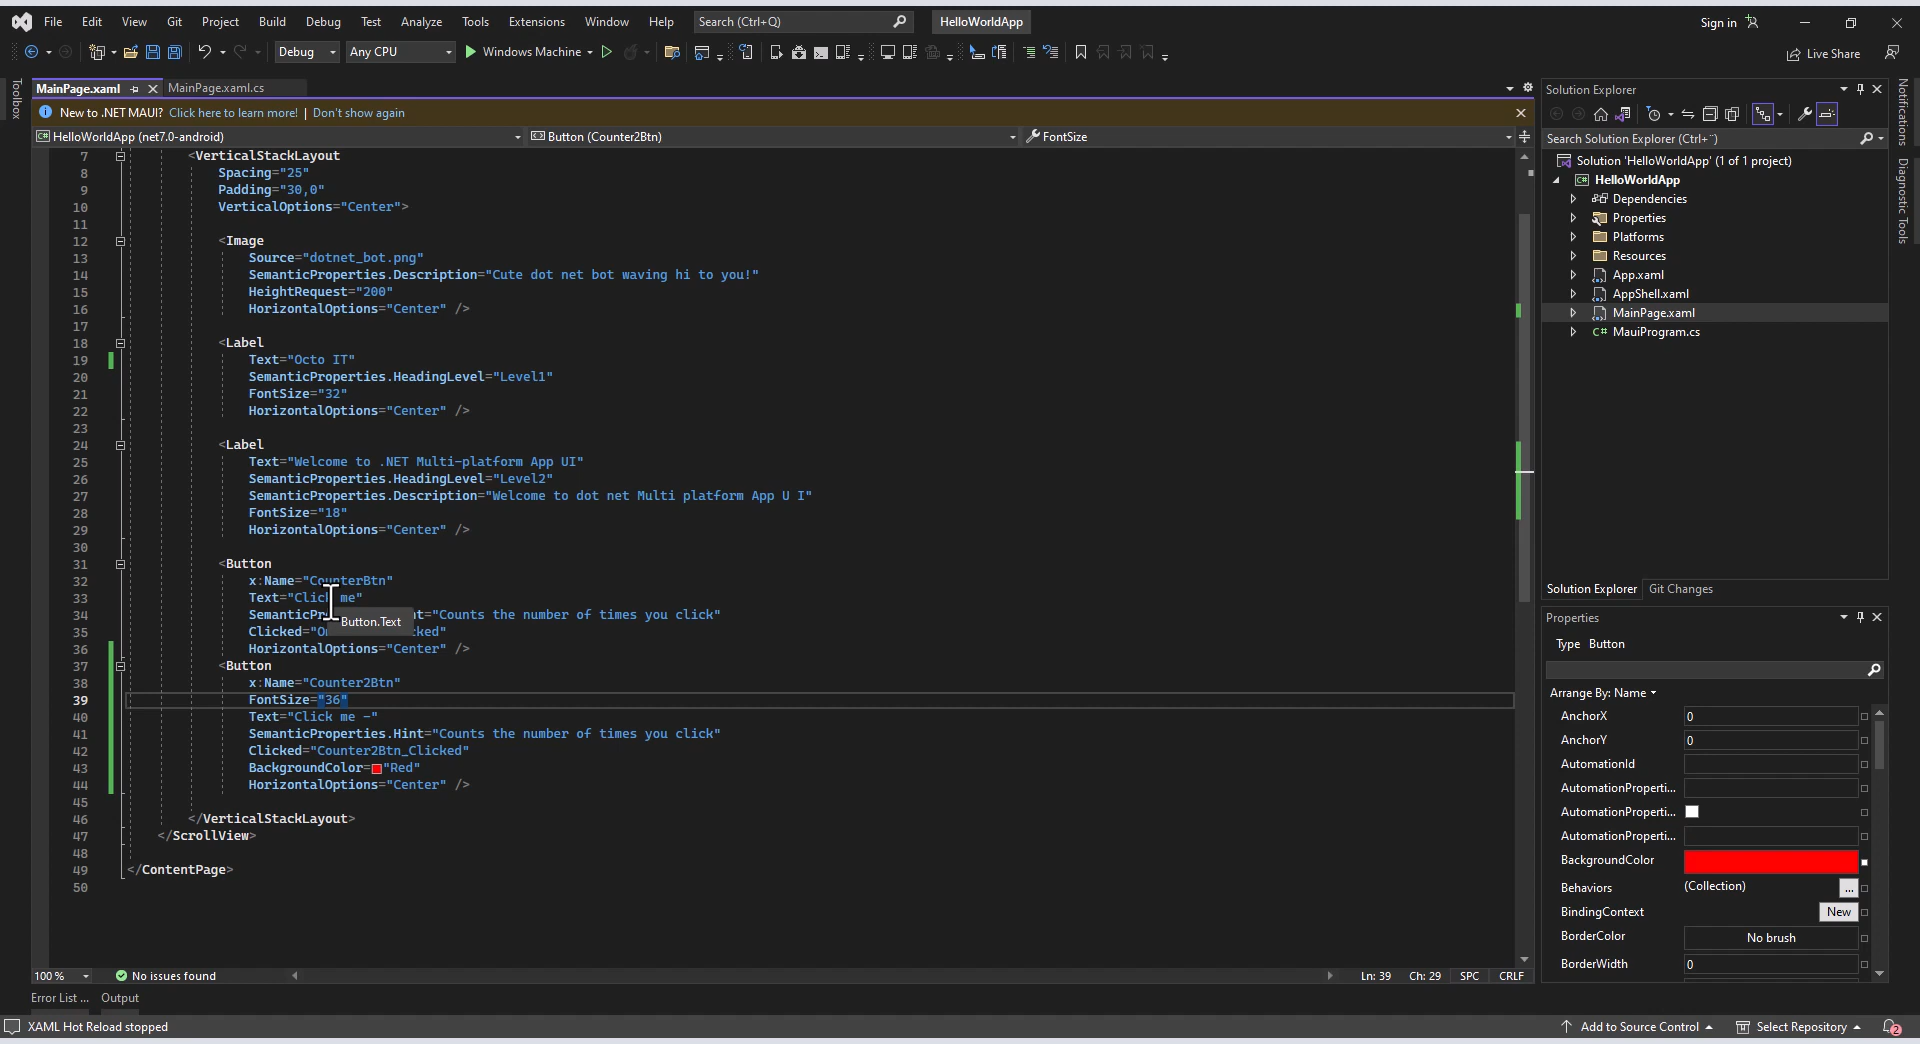 File Edit View Git Project Build Debug Test Analyze Tools Extensions Window Help Search (Ctrl+Q) HelloWorldApp Sign in
Debug Any CPU Windows Machine Live Share
Toolbox
MainPage.xaml MainPage.xaml.cs
New to .NET MAUI? Click here to learn more! | Don't show again
HelloWorldApp (net7.0-android) Button (Counter2Btn) FontSize
7 <VerticalStackLayout
8 Spacing="25"
9 Padding="30,0"
10 VerticalOptions="Center">
11
12 <Image
13 Source="dotnet_bot.png"
14 SemanticProperties.Description="Cute dot net bot waving hi to you!"
15 HeightRequest="200"
16 HorizontalOptions="Center" />
17
18 <Label
19 Text="Octo IT"
20 SemanticProperties.HeadingLevel="Level1"
21 FontSize="32"
22 HorizontalOptions="Center" />
23
24 <Label
25 Text="Welcome to .NET Multi-platform App UI"
26 SemanticProperties.HeadingLevel="Level2"
27 SemanticProperties.Description="Welcome to dot net Multi platform App U I"
28 FontSize="18"
29 HorizontalOptions="Center" />
30
31 <Button
32 x:Name="CounterBtn"
33 Text="Click me"
34 SemanticPr nt="Counts the number of times you click"
Button.Text
35 Clicked="O cked"
36 HorizontalOptions="Center" />
37 <Button
38 x:Name="Counter2Btn"
39 FontSize="36"
40 Text="Click me -"
41 SemanticProperties.Hint="Counts the number of times you click"
42 Clicked="Counter2Btn_Clicked"
43 BackgroundColor="Red"
44 HorizontalOptions="Center" />
45
46 </VerticalStackLayout>
47 </ScrollView>
48
49 </ContentPage>
50
100 % No issues found Ln: 39 Ch: 29 SPC CRLF
Error List ... Output
XAML Hot Reload stopped Add to Source Control Select Repository 2
Solution Explorer
Search Solution Explorer (Ctrl+¨)
Solution 'HelloWorldApp' (1 of 1 project)
C# HelloWorldApp
Dependencies
Properties
Platforms
Resources
App.xaml
AppShell.xaml
MainPage.xaml
C# MauiProgram.cs
Solution Explorer Git Changes
Properties
Type Button
Arrange By: Name
AnchorX 0
AnchorY 0
AutomationId
AutomationProperti...
AutomationProperti...
AutomationProperti...
BackgroundColor
Behaviors (Collection) ...
BindingContext New
BorderColor No brush
BorderWidth 0
Notifications
Diagnostic Tools